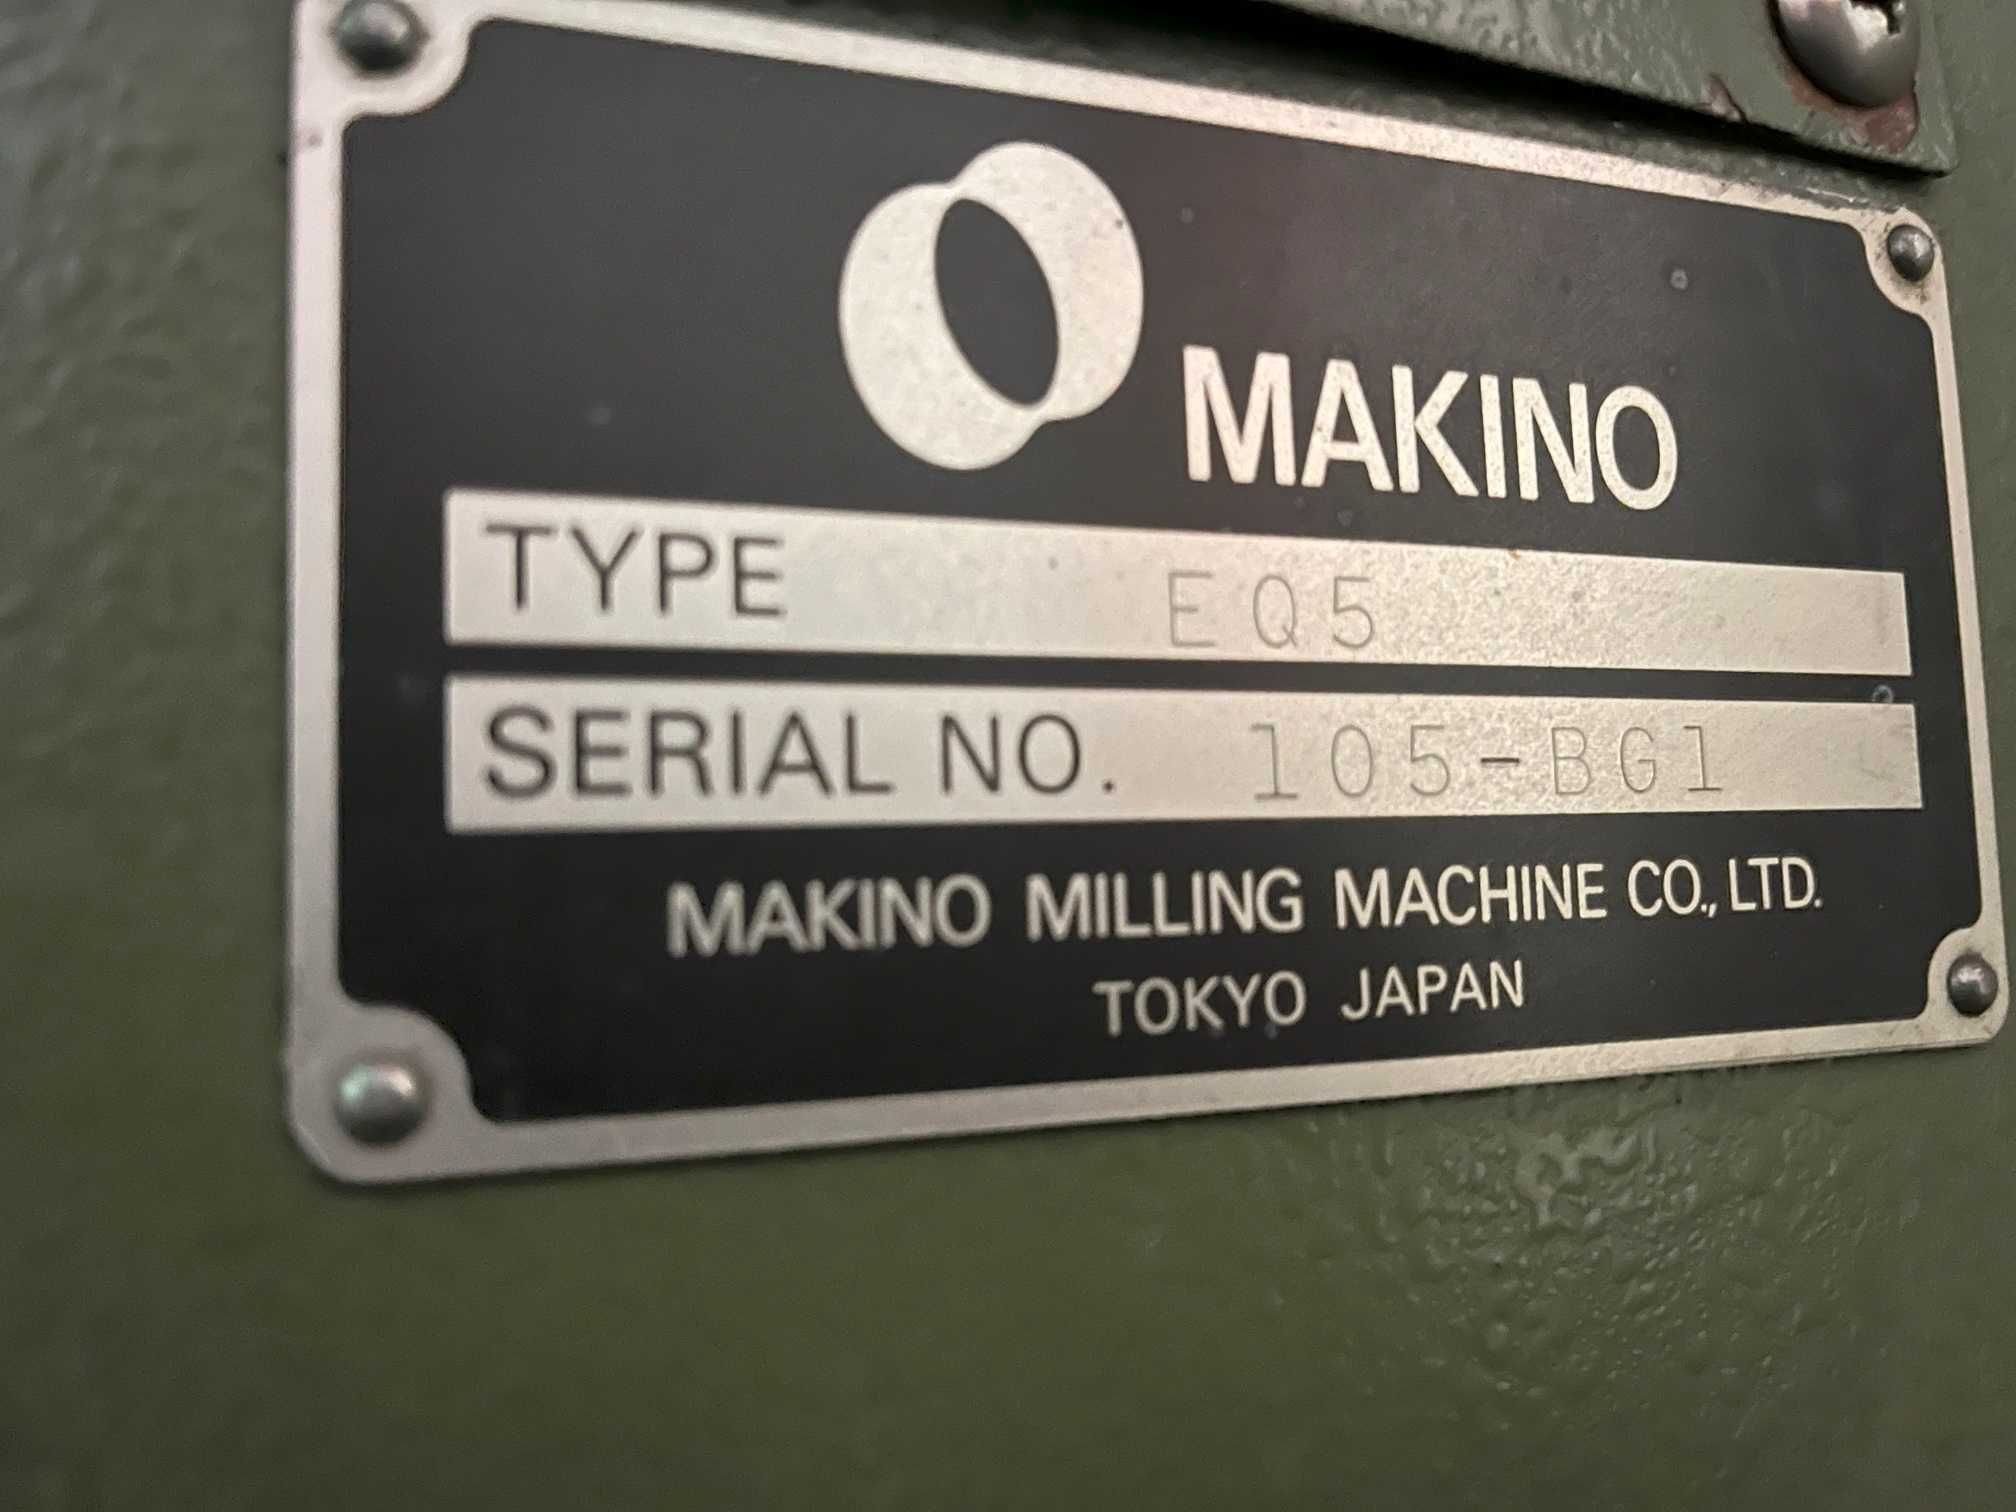 MAKINO
TYPE EQ5
SERIAL NO. 105-BG1
MAKINO MILLING MACHINE CO., LTD.
TOKYO JAPAN